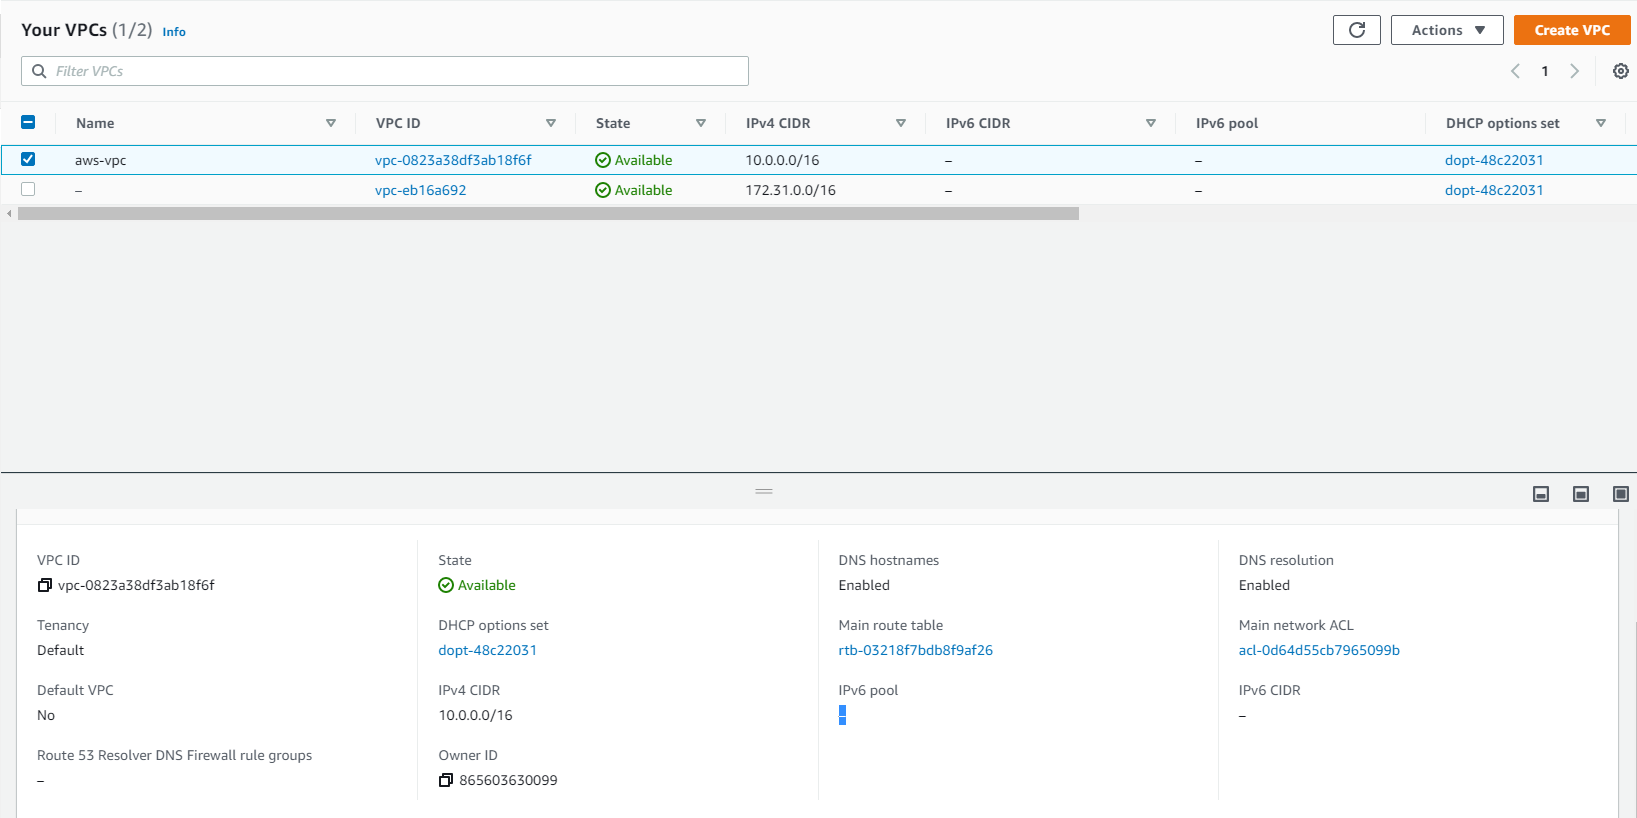 Your VPCs (1/2) Info
Actions
Create VPC
Filter VPCs
1
Name VPC ID State IPv4 CIDR IPv6 CIDR IPv6 pool DHCP options set
aws-vpc vpc-0823a38df3ab18f6f Available 10.0.0.0/16 – – dopt-48c22031
– vpc-eb16a692 Available 172.31.0.0/16 – – dopt-48c22031
VPC ID State DNS hostnames DNS resolution
vpc-0823a38df3ab18f6f Available Enabled Enabled
Tenancy DHCP options set Main route table Main network ACL
Default dopt-48c22031 rtb-03218f7bdb8f9af26 acl-0d64d55cb7965099b
Default VPC IPv4 CIDR IPv6 pool IPv6 CIDR
No 10.0.0.0/16 – –
Route 53 Resolver DNS Firewall rule groups Owner ID
– 865603630099